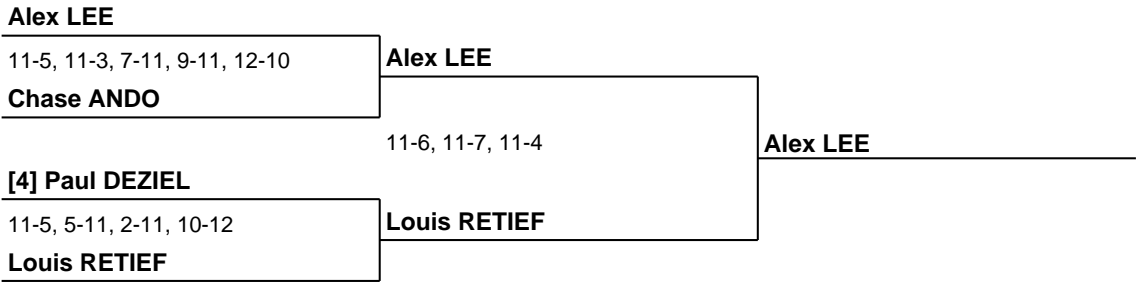 Alex LEE
11-5, 11-3, 7-11, 9-11, 12-10
Chase ANDO
Alex LEE
11-6, 11-7, 11-4
Alex LEE
[4] Paul DEZIEL
11-5, 5-11, 2-11, 10-12
Louis RETIEF
Louis RETIEF